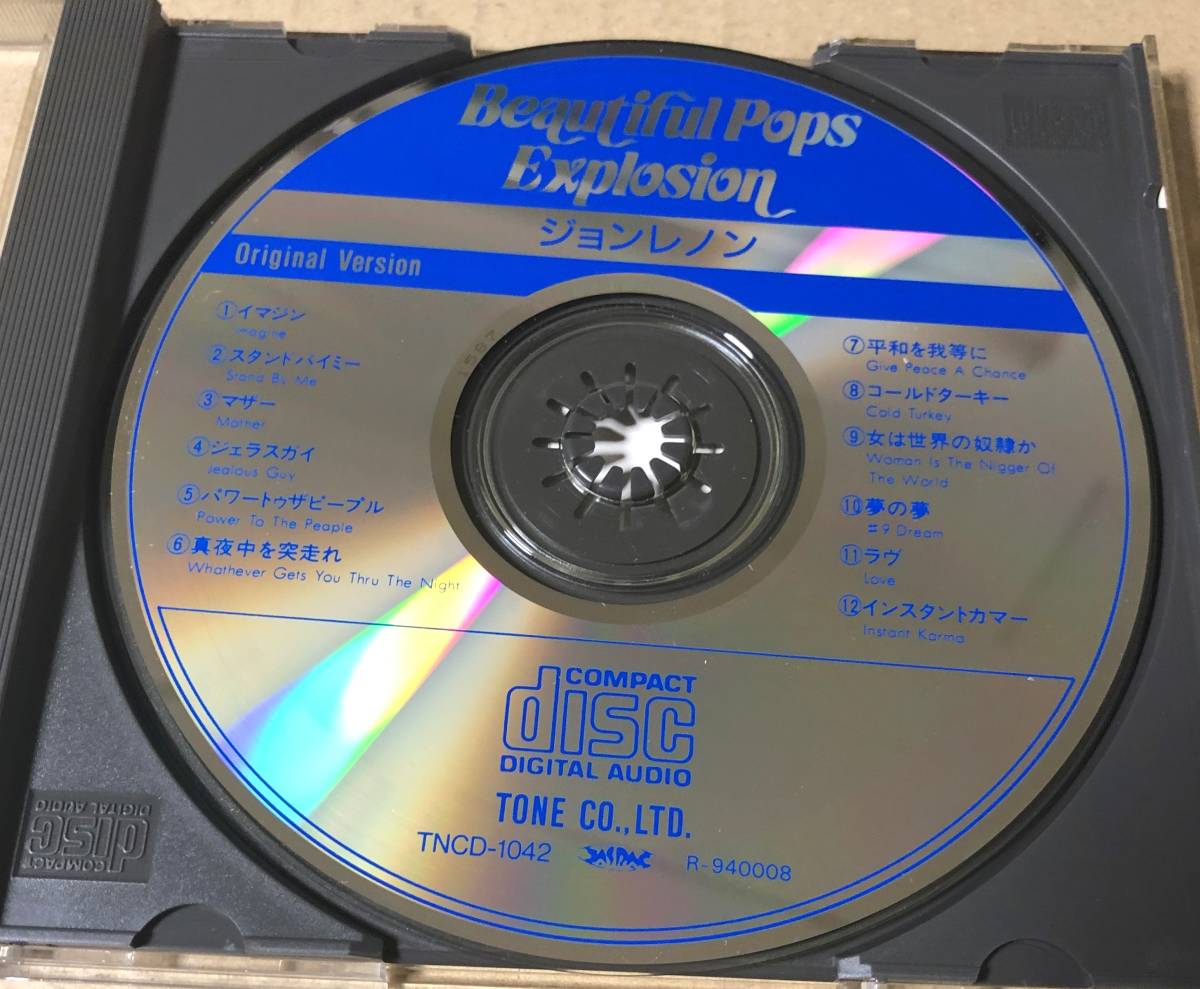 Beautiful Pops
Explosion
ジョンレノン
Original Version
①イマジン
Imagine
②スタンドバイミー
Stand By Me
③マザー
Mother
④ジェラスガイ
Jealous Guy
⑤パワートゥザピープル
Power To The Peaple
⑥真夜中を突走れ
Whathever Gets You Thru The Night
⑦平和を我等に
Give Peace A Chance
⑧コールドターキー
Cold Turkey
⑨女は世界の奴隷か
Woman Is The Nigger Of
The World
⑩夢の夢
#9 Dream
⑪ラヴ
Love
⑫インスタントカマー
Instant Karma
COMPACT
disc
DIGITAL AUDIO
TONE CO.,LTD.
TNCD-1042
R-940008
COMPACT
disc
DIGITAL AUDIO